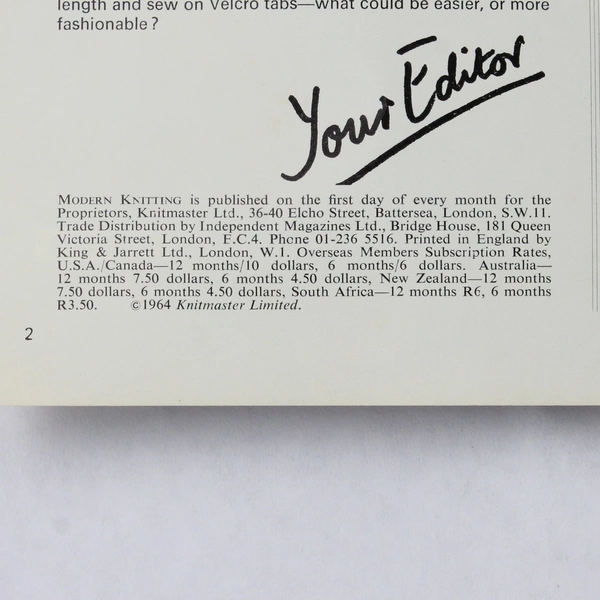 length and sew on Velcro tabs—what could be easier, or more
fashionable?
Your Editor
MODERN KNITTING is published on the first day of every month for the
Proprietors, Knitmaster Ltd., 36-40 Elcho Street, Battersea, London, S.W.11.
Trade Distribution by Independent Magazines Ltd., Bridge House, 181 Queen
Victoria Street, London, E.C.4. Phone 01-236 5516. Printed in England by
King & Jarrett Ltd., London, W.1. Overseas Members Subscription Rates,
U.S.A./Canada—12 months/10 dollars, 6 months/6 dollars. Australia—
12 months 7.50 dollars, 6 months 4.50 dollars, New Zealand—12 months
7.50 dollars, 6 months 4.50 dollars, South Africa—12 months R6, 6 months
R3.50. ©1964 Knitmaster Limited.
2